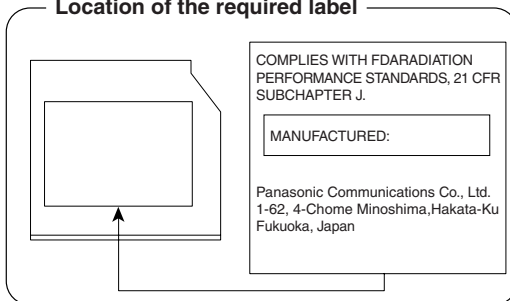 Location of the required label
COMPLIES WITH FDARADIATION
PERFORMANCE STANDARDS, 21 CFR
SUBCHAPTER J.
MANUFACTURED:
Panasonic Communications Co., Ltd.
1-62, 4-Chome Minoshima,Hakata-Ku
Fukuoka, Japan